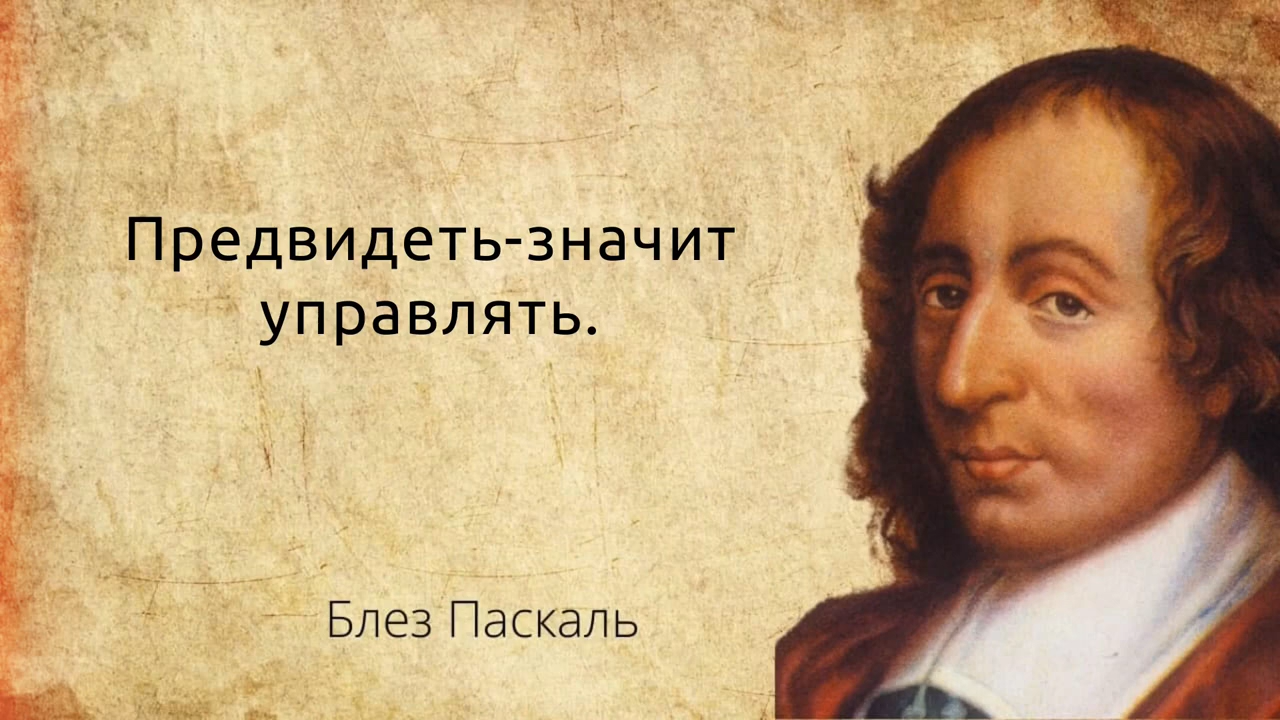 Предвидеть-значит
управлять.
Блез Паскаль